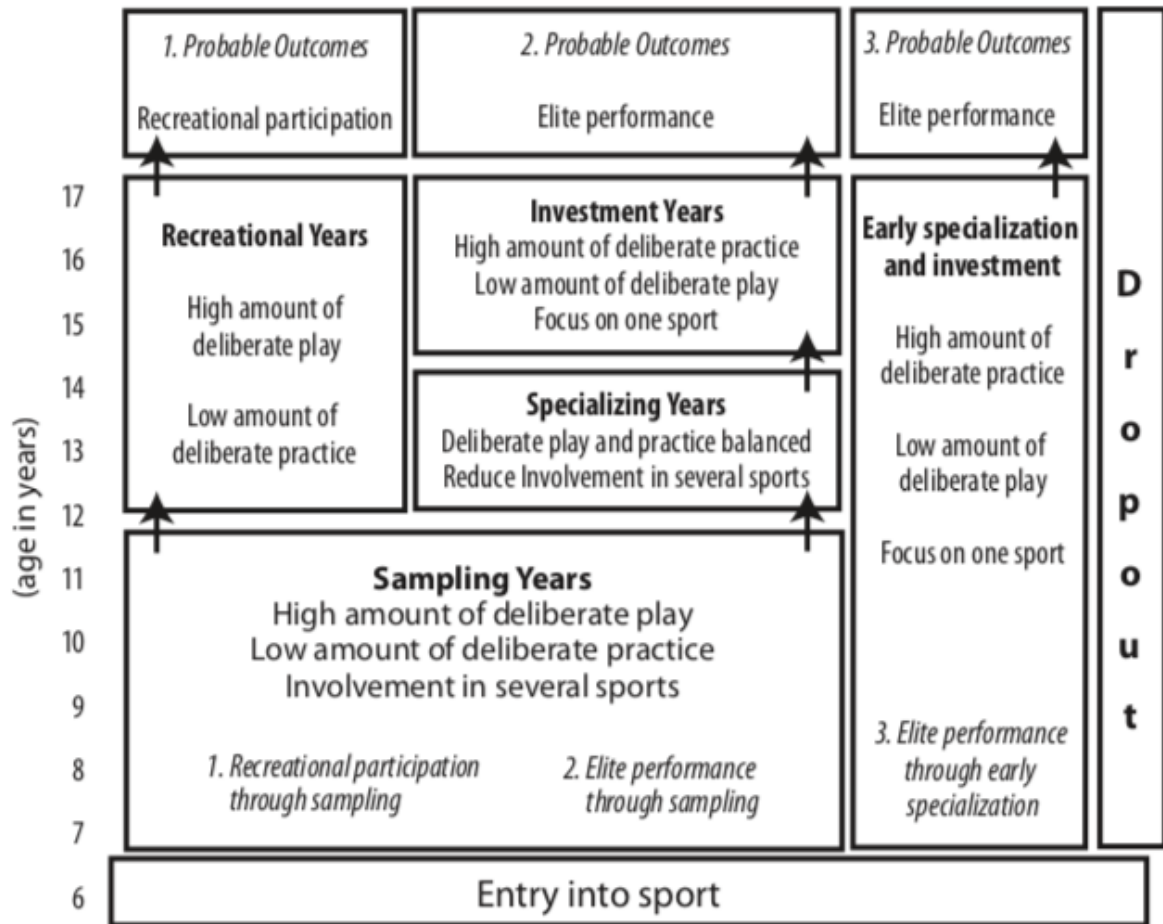 1. Probable Outcomes
Recreational participation
2. Probable Outcomes
Elite performance
3. Probable Outcomes
Elite performance
Dropout
(age in years)
17
16
15
14
13
12
11
10
9
8
7
6
Recreational Years
High amount of
deliberate play
Low amount of
deliberate practice
Investment Years
High amount of deliberate practice
Low amount of deliberate play
Focus on one sport
Specializing Years
Deliberate play and practice balanced
Reduce Involvement in several sports
Early specialization
and investment
High amount of
deliberate practice
Low amount of
deliberate play
Focus on one sport
3. Elite performance
through early
specialization
Sampling Years
High amount of deliberate play
Low amount of deliberate practice
Involvement in several sports
1. Recreational participation
through sampling
2. Elite performance
through sampling
Entry into sport